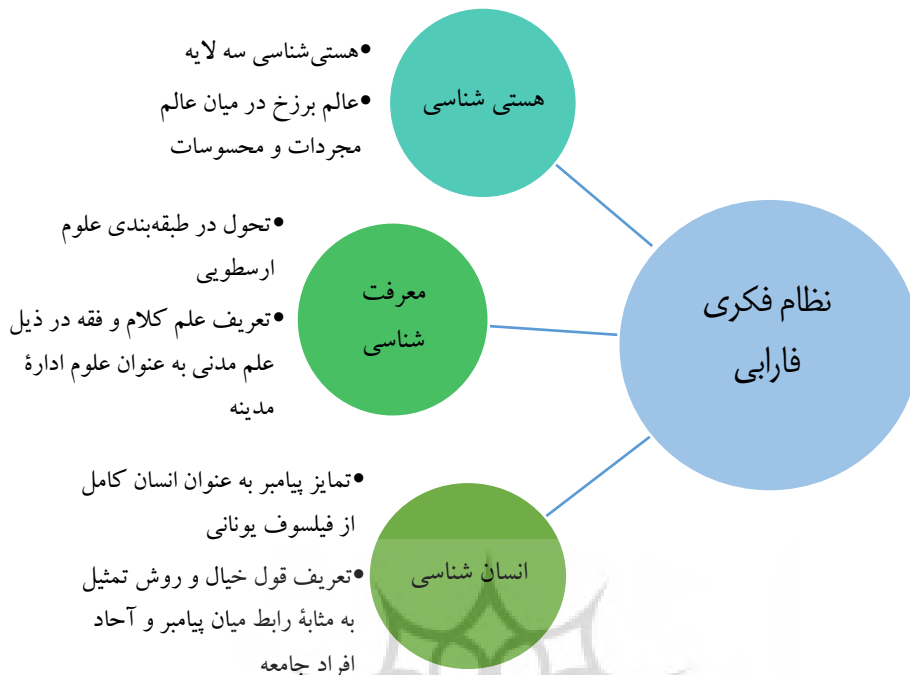 نظام فکری
فارابی
هستی شناسی
•هستی‌شناسی سه لایه
•عالم برزخ در میان عالم
مجردات و محسوسات
معرفت
شناسی
•تحول در طبقه‌بندی علوم
ارسطویی
•تعریف علم کلام و فقه در ذیل
علم مدنی به عنوان علوم ادارۀ
مدینه
انسان شناسی
•تمایز پیامبر به عنوان انسان کامل
از فیلسوف یونانی
•تعریف قول خیال و روش تمثیل
به مثابۀ رابط میان پیامبر و آحاد
افراد جامعه